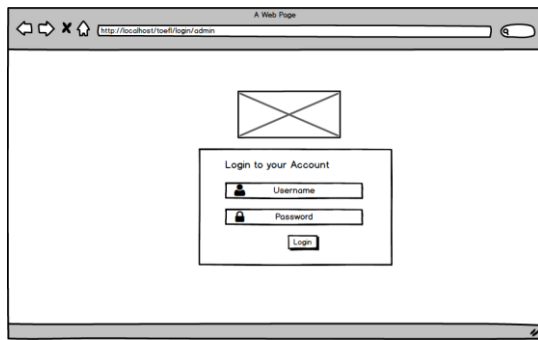 A Web Page
http://localhost/toefl/login/admin
Login to your Account
Username
Password
Login